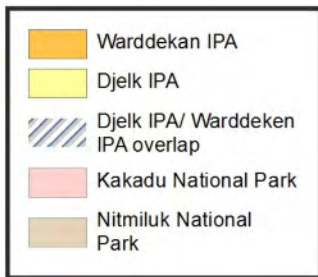 Warddekan IPA
Djelk IPA
Djelk IPA/ Warddeken
IPA overlap
Kakadu National Park
Nitmiluk National
Park